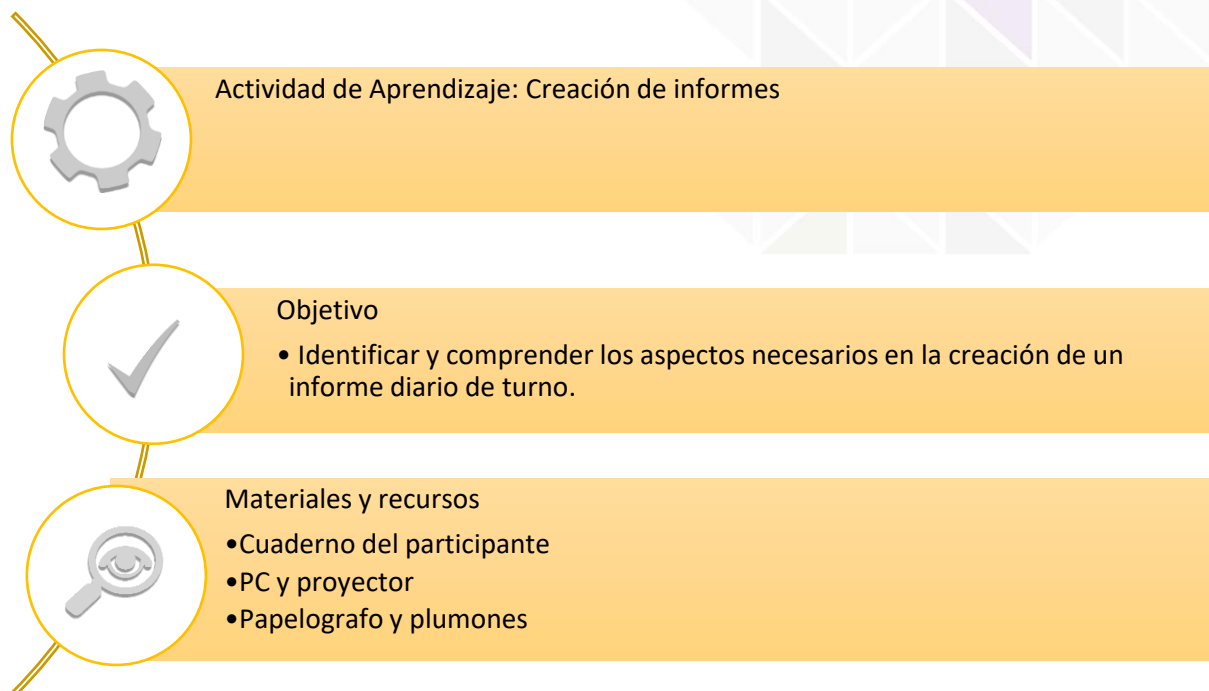 Actividad de Aprendizaje: Creación de informes
Objetivo
• Identificar y comprender los aspectos necesarios en la creación de un
informe diario de turno.
Materiales y recursos
•Cuaderno del participante
•PC y proyector
•Papelografo y plumones